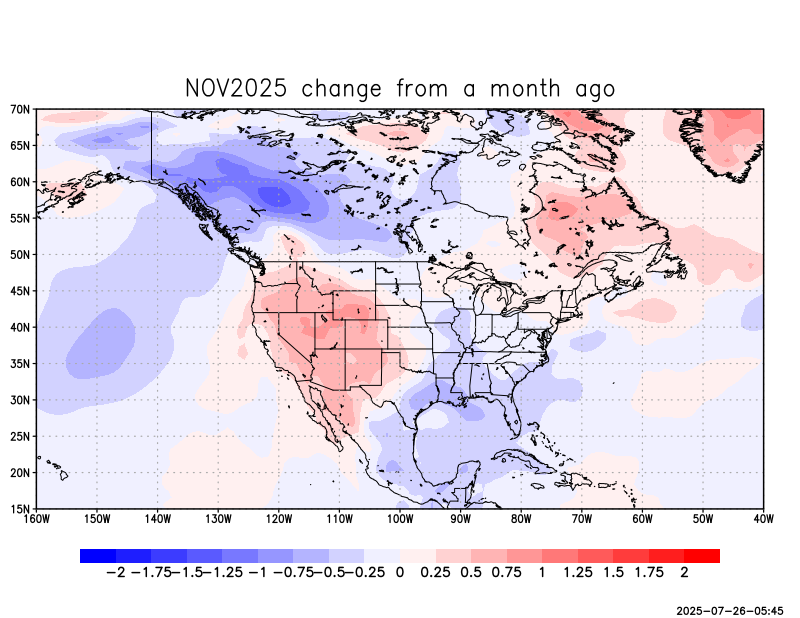 NOV2025 change from a month ago
70N
65N
60N
55N
50N
45N
40N
35N
30N
25N
20N
15N
160W 150W 140W 130W 120W 110W 100W 90W 80W 70W 60W 50W 40W
-2 -1.75 -1.5 -1.25 -1 -0.75 -0.5 -0.25 0 0.25 0.5 0.75 1 1.25 1.5 1.75 2
2025-07-26-05:45